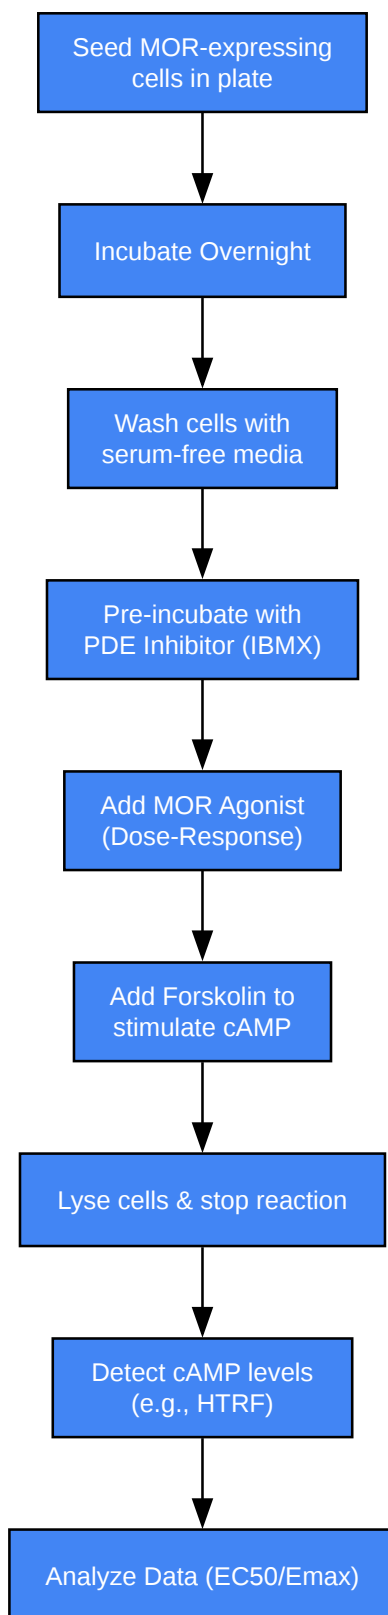 Seed MOR-expressing
cells in plate
Incubate Overnight
Wash cells with
serum-free media
Pre-incubate with
PDE Inhibitor (IBMX)
Add MOR Agonist
(Dose-Response)
Add Forskolin to
stimulate cAMP
Lyse cells & stop reaction
Detect cAMP levels
(e.g., HTRF)
Analyze Data (EC50/Emax)